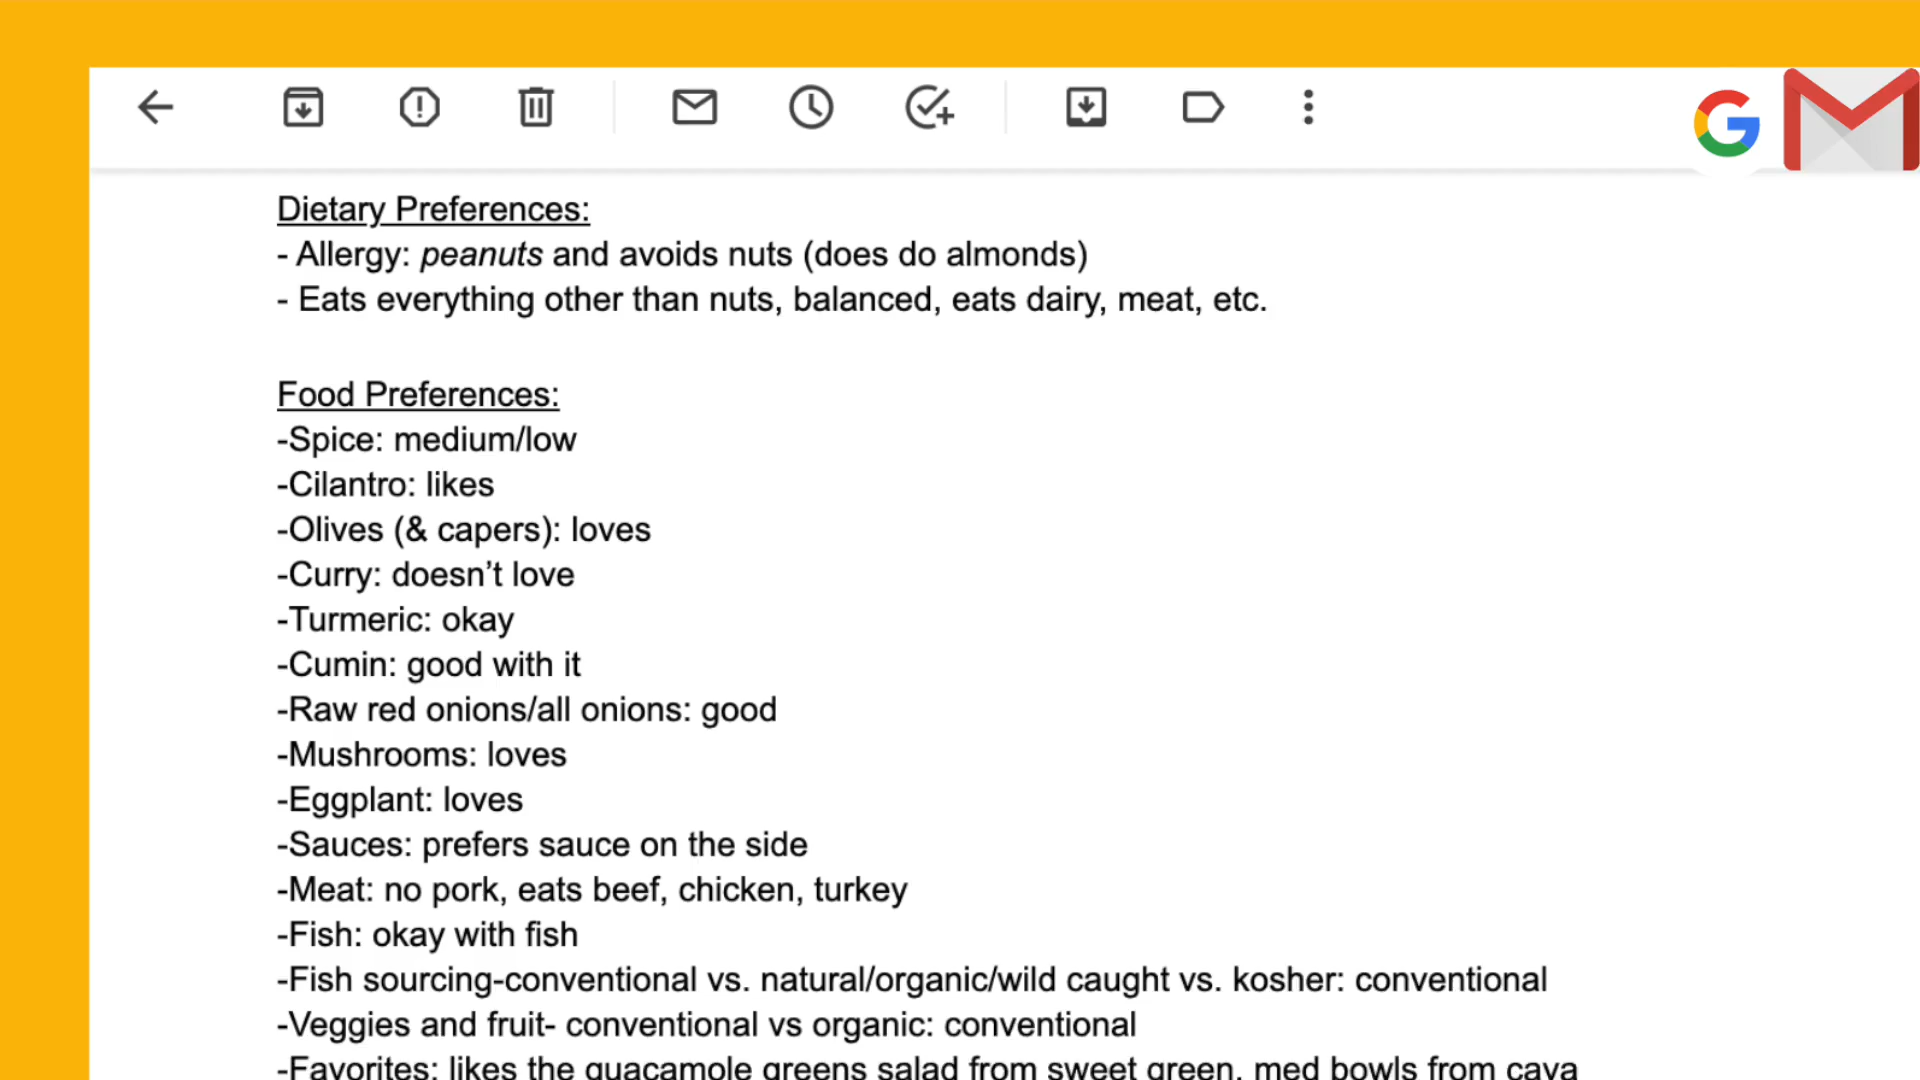 Dietary Preferences:
- Allergy: peanuts and avoids nuts (does do almonds)
- Eats everything other than nuts, balanced, eats dairy, meat, etc.
Food Preferences:
-Spice: medium/low
-Cilantro: likes
-Olives (& capers): loves
-Curry: doesn’t love
-Turmeric: okay
-Cumin: good with it
-Raw red onions/all onions: good
-Mushrooms: loves
-Eggplant: loves
-Sauces: prefers sauce on the side
-Meat: no pork, eats beef, chicken, turkey
-Fish: okay with fish
-Fish sourcing-conventional vs. natural/organic/wild caught vs. kosher: conventional
-Veggies and fruit- conventional vs organic: conventional
-Favorites: likes the guacamole greens salad from sweet green, med bowls from cava